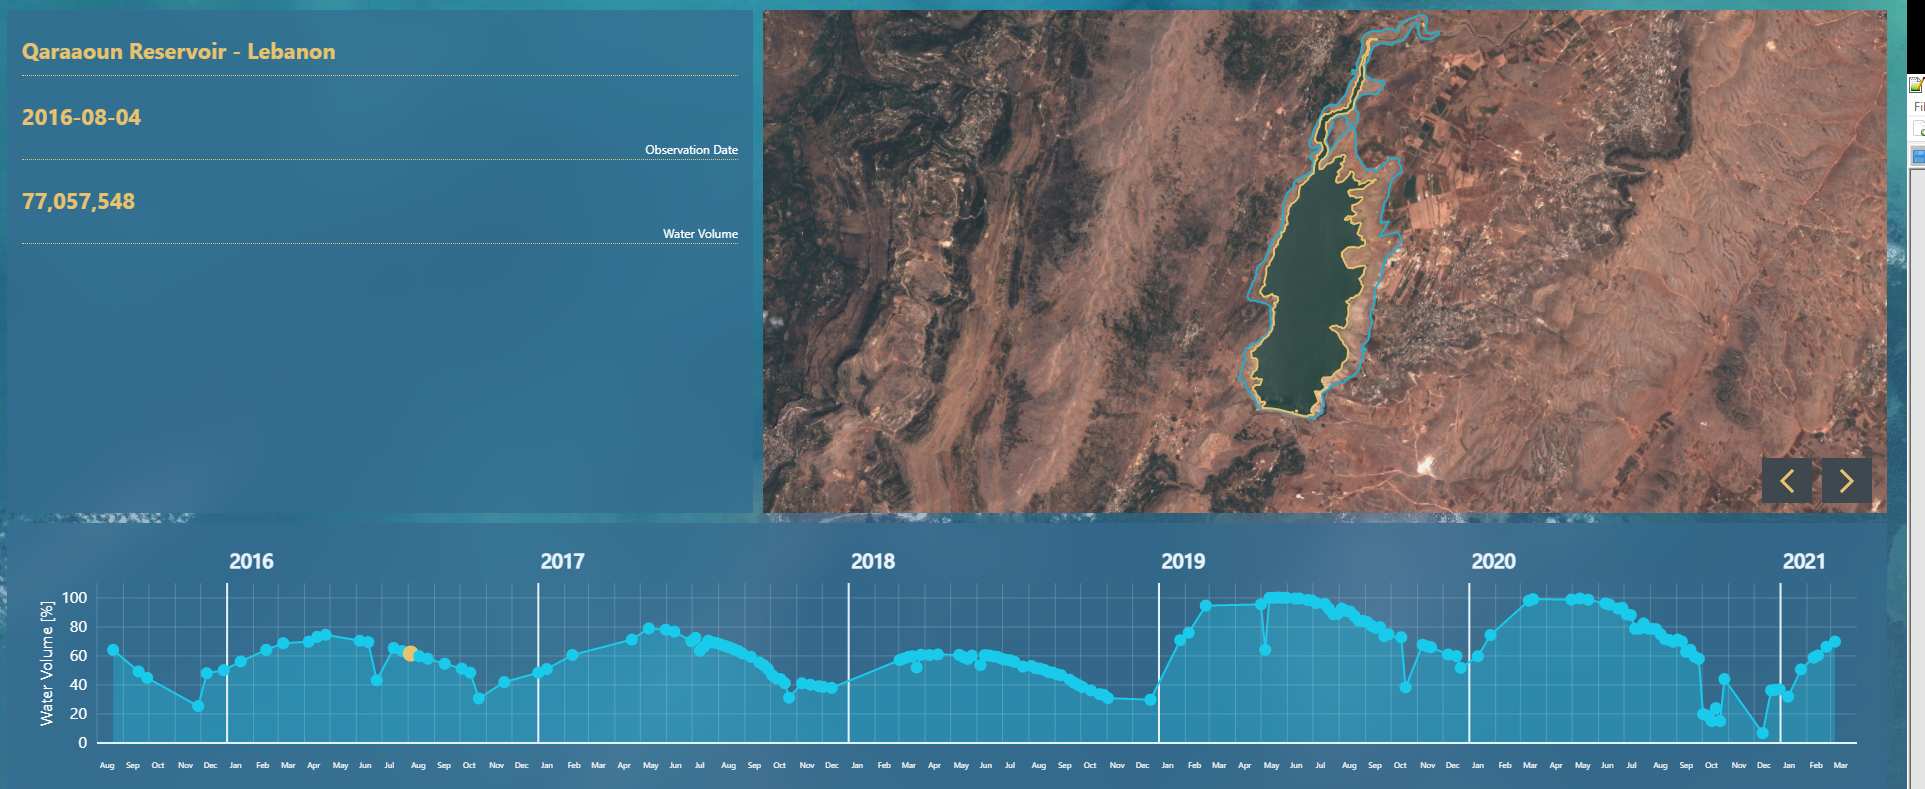 Qaraaoun Reservoir - Lebanon
2016-08-04
Observation Date
77,057,548
Water Volume
2016 2017 2018 2019 2020 2021
Water Volume [%]
100
80
60
40
20
0
Aug Sep Oct Nov Dec Jan Feb Mar Apr May Jun Jul Aug Sep Oct Nov Dec Jan Feb Mar Apr May Jun Jul Aug Sep Oct Nov Dec Jan Feb Mar Apr May Jun Jul Aug Sep Oct Nov Dec Jan Feb Mar Apr May Jun Jul Aug Sep Oct Nov Dec Jan Feb Mar Apr May Jun Jul Aug Sep Oct Nov Dec Jan Feb Mar